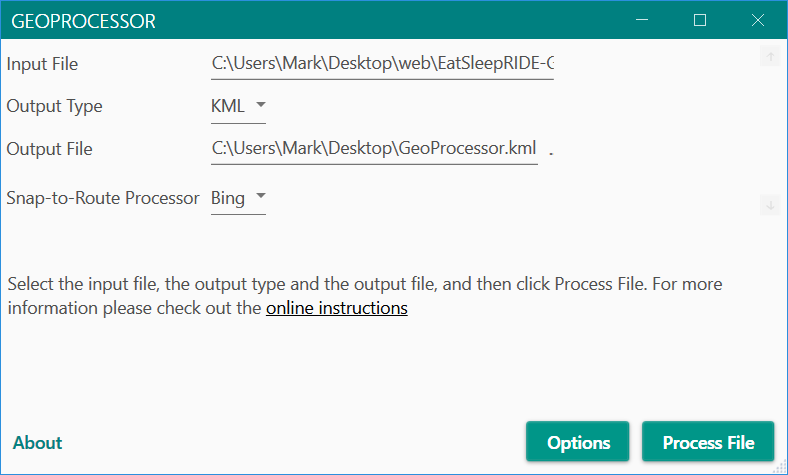 GEOPROCESSOR
Input File C:\Users\Mark\Desktop\web\EatSleepRIDE-G
Output Type KML
Output File C:\Users\Mark\Desktop\GeoProcessor.kml .
Snap-to-Route Processor Bing
Select the input file, the output type and the output file, and then click Process File. For more
information please check out the online instructions
About Options Process File